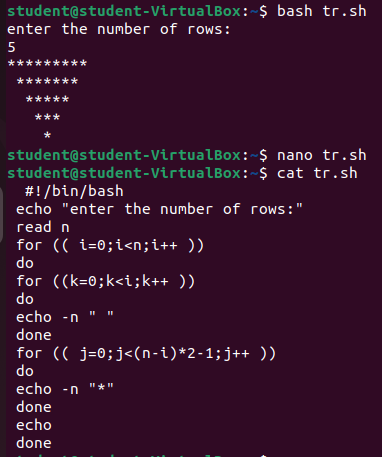 student@student-VirtualBox:~$ bash tr.sh
enter the number of rows:
5
*********
 *******
  *****
   ***
    *
student@student-VirtualBox:~$ nano tr.sh
student@student-VirtualBox:~$ cat tr.sh
  #!/bin/bash
 echo "enter the number of rows:"
 read n
 for (( i=0;i<n;i++ ))
 do
 for ((k=0;k<i;k++ ))
 do
 echo -n " "
 done
 for (( j=0;j<(n-i)*2-1;j++ ))
 do
 echo -n "*"
 done
 echo
 done